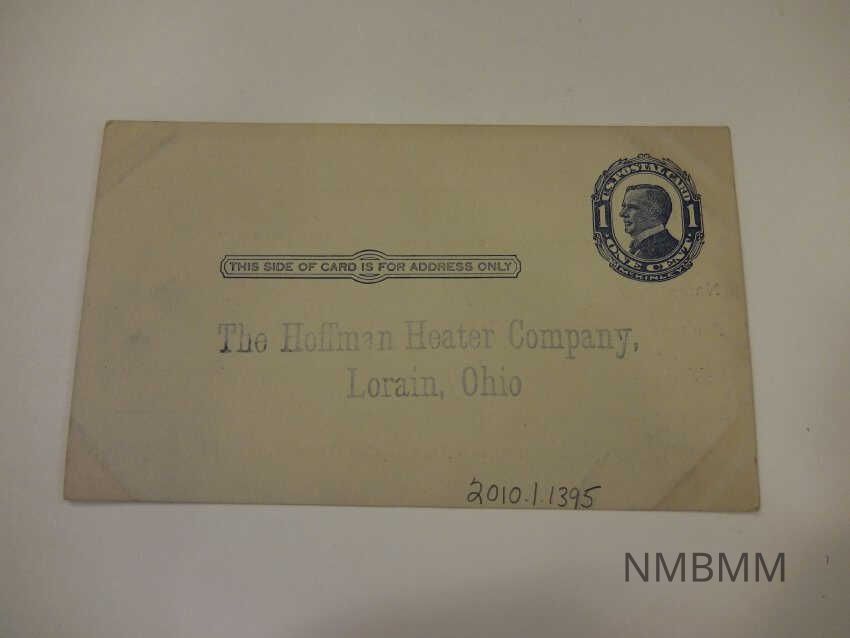 U.S. POSTAL CARD
1 1
· ONE CENT ·
McKINLEY
THIS SIDE OF CARD IS FOR ADDRESS ONLY
The Hoffman Heater Company,
Lorain, Ohio
2010.1.1395
NMBMM